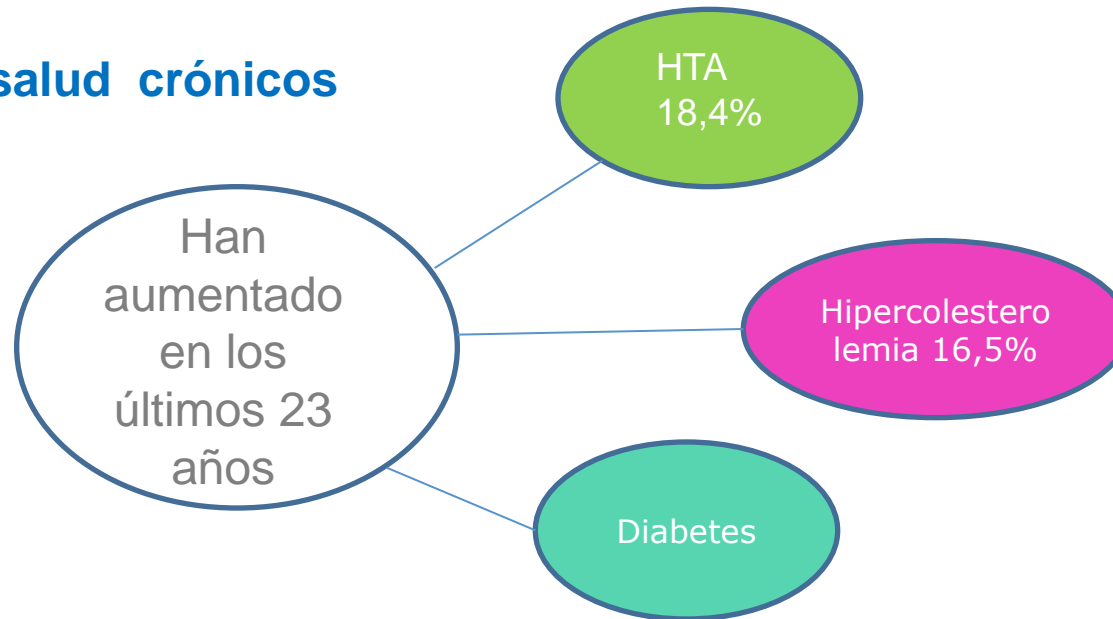 salud crónicos
HTA
18,4%
Han
aumentado
en los
últimos 23
años
Hipercolestero
lemia 16,5%
Diabetes